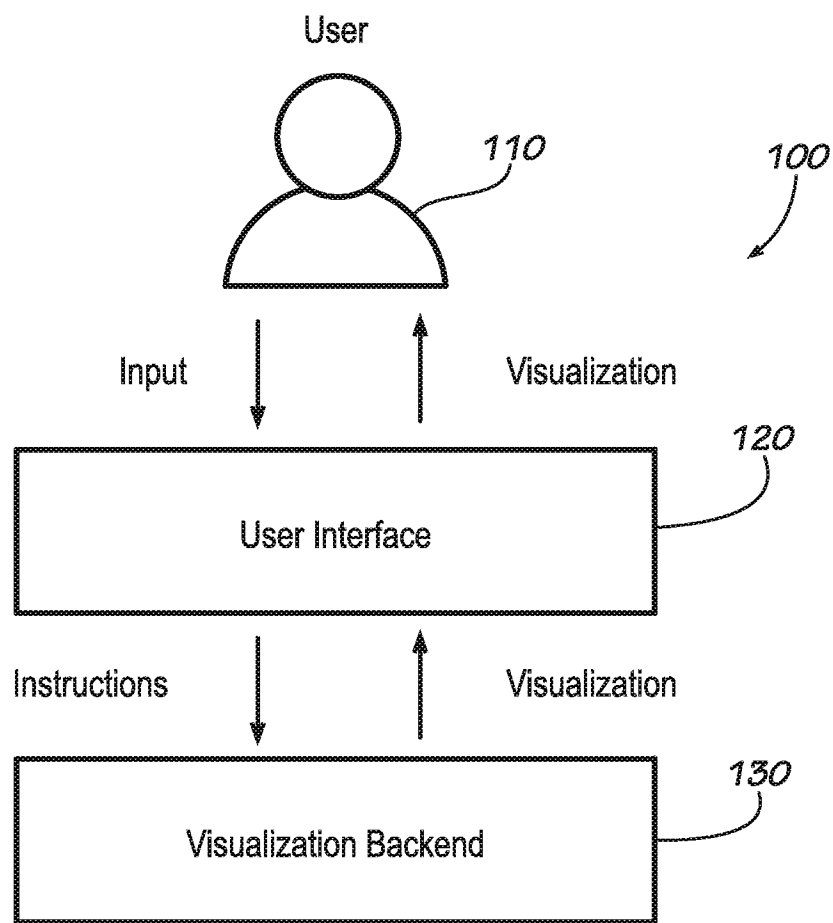 User
110
100
Input
Visualization
120
User Interface
Instructions
Visualization
130
Visualization Backend